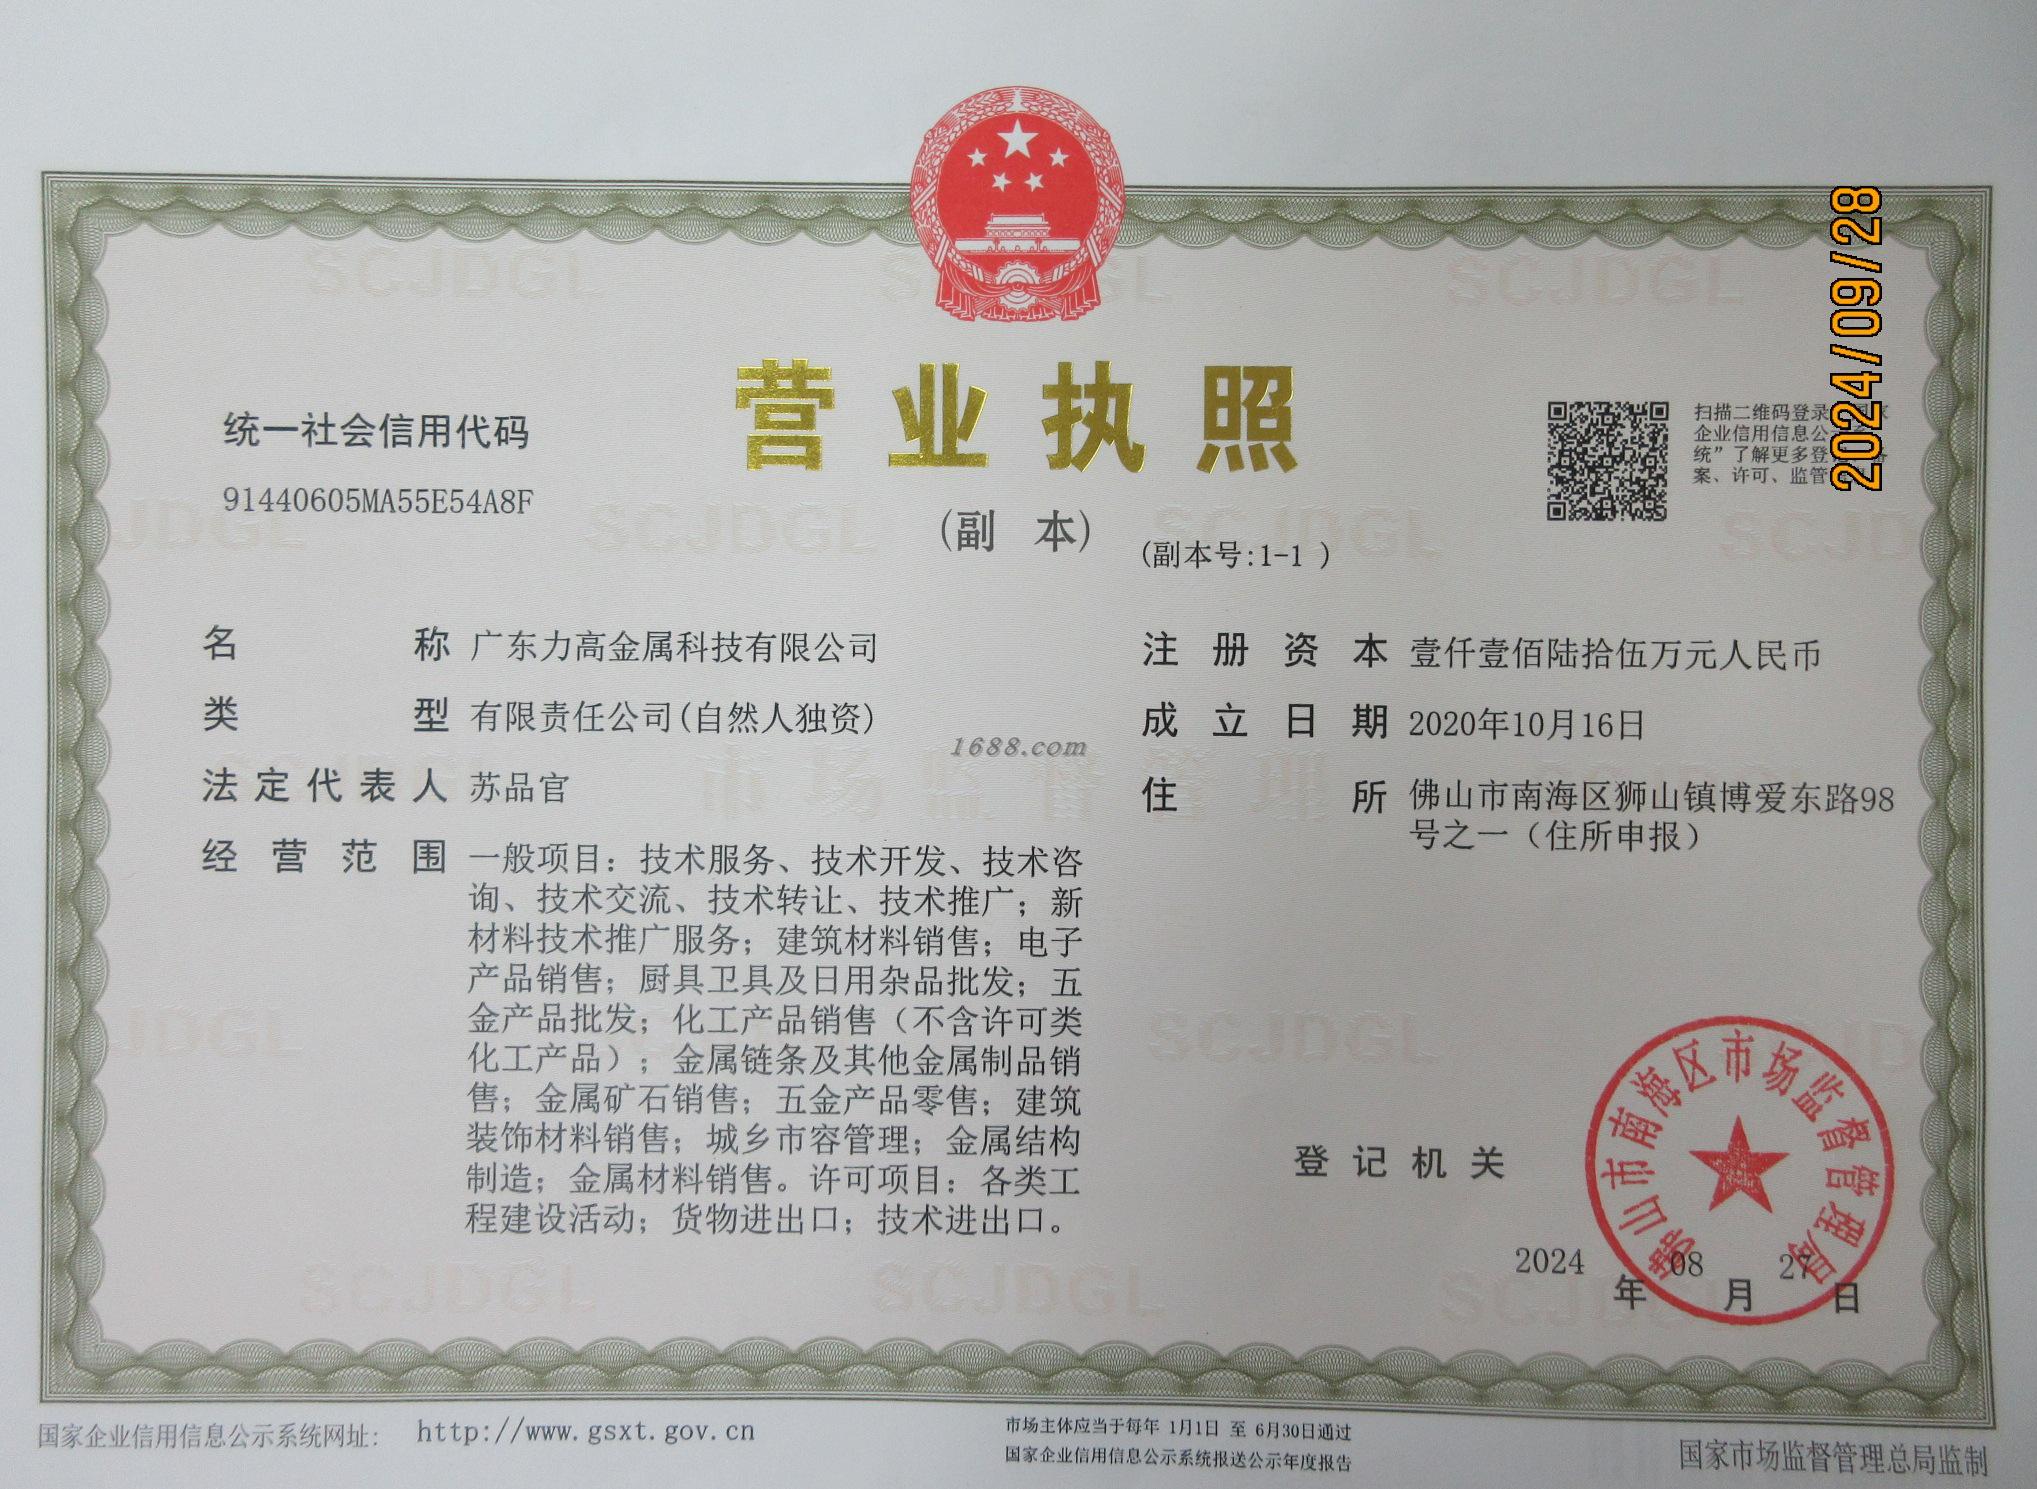 2024/09/28
营业执照
(副 本)
(副本号:1-1 )
统一社会信用代码
91440605MA55E54A8F
扫描二维码登录
企业信用信息公
统”了解更多登
案、许可、监管
名 称 广东力高金属科技有限公司
类 型 有限责任公司(自然人独资)
法定代表人 苏品官
经营范围 一般项目：技术服务、技术开发、技术咨
询、技术交流、技术转让、技术推广；新
材料技术推广服务；建筑材料销售；电子
产品销售；厨具卫具及日用杂品批发；五
金产品批发；化工产品销售（不含许可类
化工产品）；金属链条及其他金属制品销
售；金属矿石销售；五金产品零售；建筑
装饰材料销售；城乡市容管理；金属结构
制造；金属材料销售。许可项目：各类工
程建设活动；货物进出口；技术进出口。
注册资本 壹仟壹佰陆拾伍万元人民币
成立日期 2020年10月16日
住 所 佛山市南海区狮山镇博爱东路98
号之一（住所申报）
1688.com
登记机关
佛山市南海区市场监督管理局
2024年08月27日
SCJDGL
市场监督管理
国家企业信用信息公示系统网址： http://www.gsxt.gov.cn
市场主体应当于每年 1月1日 至 6月30日通过
国家企业信用信息公示系统报送公示年度报告
国家市场监督管理总局监制